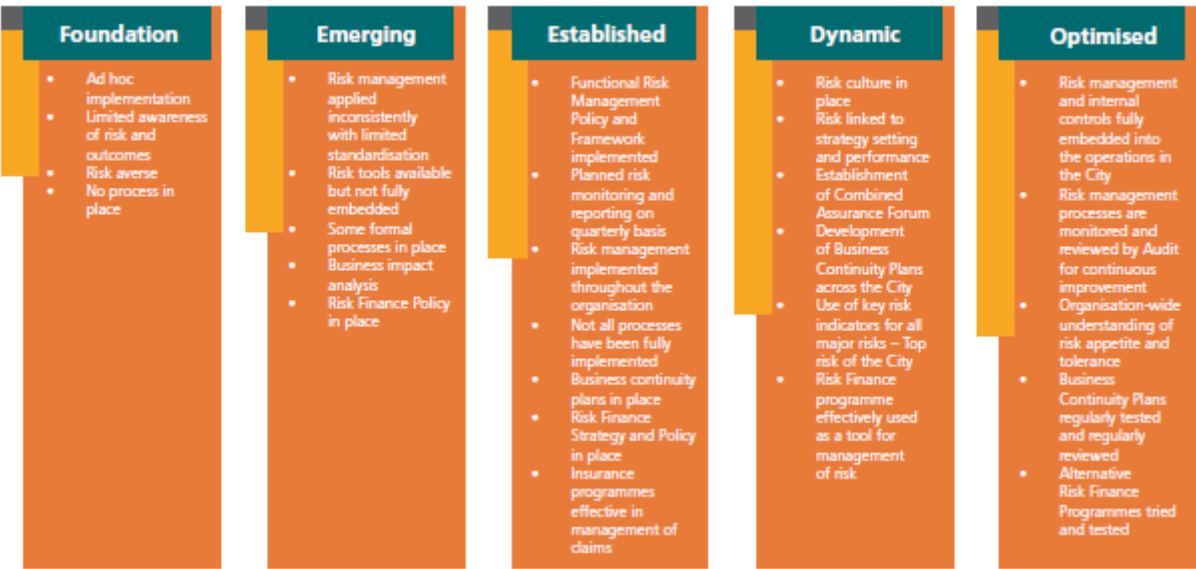 Foundation
• Ad hoc
implementation
• Limited awareness
of risk and
outcomes
• Risk averse
• No process in
place
Emerging
• Risk management
applied
inconsistently
with limited
standardisation
• Risk tools available
but not fully
embedded
• Some formal
processes in place
• Business impact
analysis
• Risk Finance Policy
in place
Established
• Functional Risk
Management
Policy and
Framework
implemented
• Planned risk
monitoring and
reporting on
quarterly basis
• Risk management
implemented
throughout the
organisation
• Not all processes
have been fully
implemented
• Business continuity
plans in place
• Risk Finance
Strategy and Policy
in place
• Insurance
programmes
effective in
management of
claims
Dynamic
• Risk culture in
place
• Risk linked to
strategy setting
and performance
• Establishment
of Combined
Assurance Forum
• Development
of Business
Continuity Plans
across the City
• Use of key risk
indicators for all
major risks – Top
risk of the City
• Risk Finance
programme
effectively used
as a tool for
management
of risk
Optimised
• Risk management
and internal
controls fully
embedded into
the operations in
the City
• Risk management
processes are
monitored and
reviewed by Audit
for continuous
improvement
• Organisation-wide
understanding of
risk appetite and
tolerance
• Business
Continuity Plans
regularly tested
and regularly
reviewed
• Alternative
Risk Finance
Programmes tried
and tested